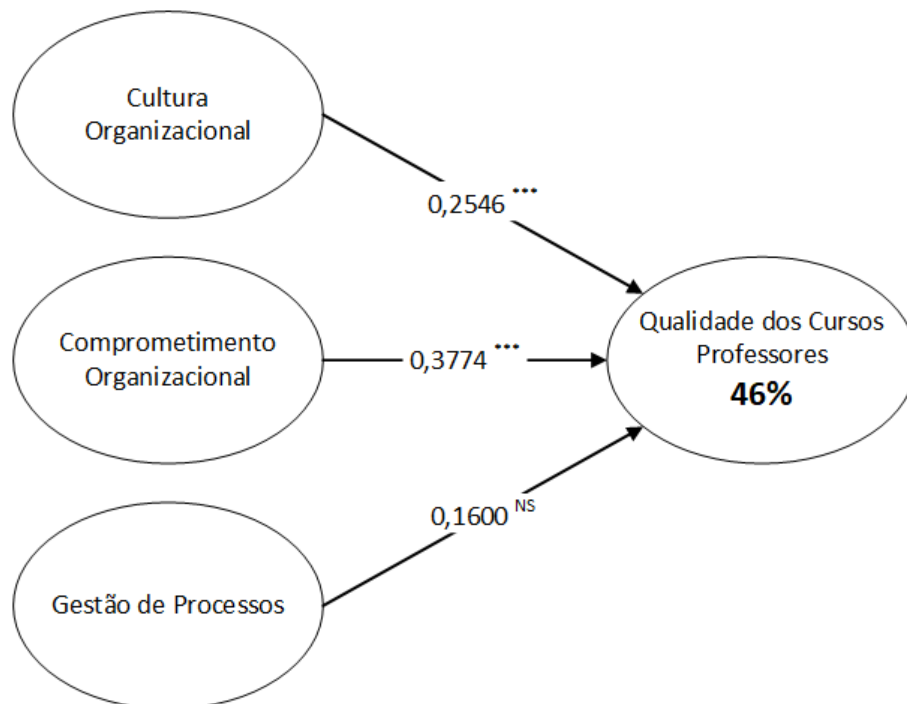 Cultura
Organizacional
0,2546 ***
Comprometimento
Organizacional
0,3774 ***
Qualidade dos Cursos
Professores
46%
0,1600 NS
Gestão de Processos